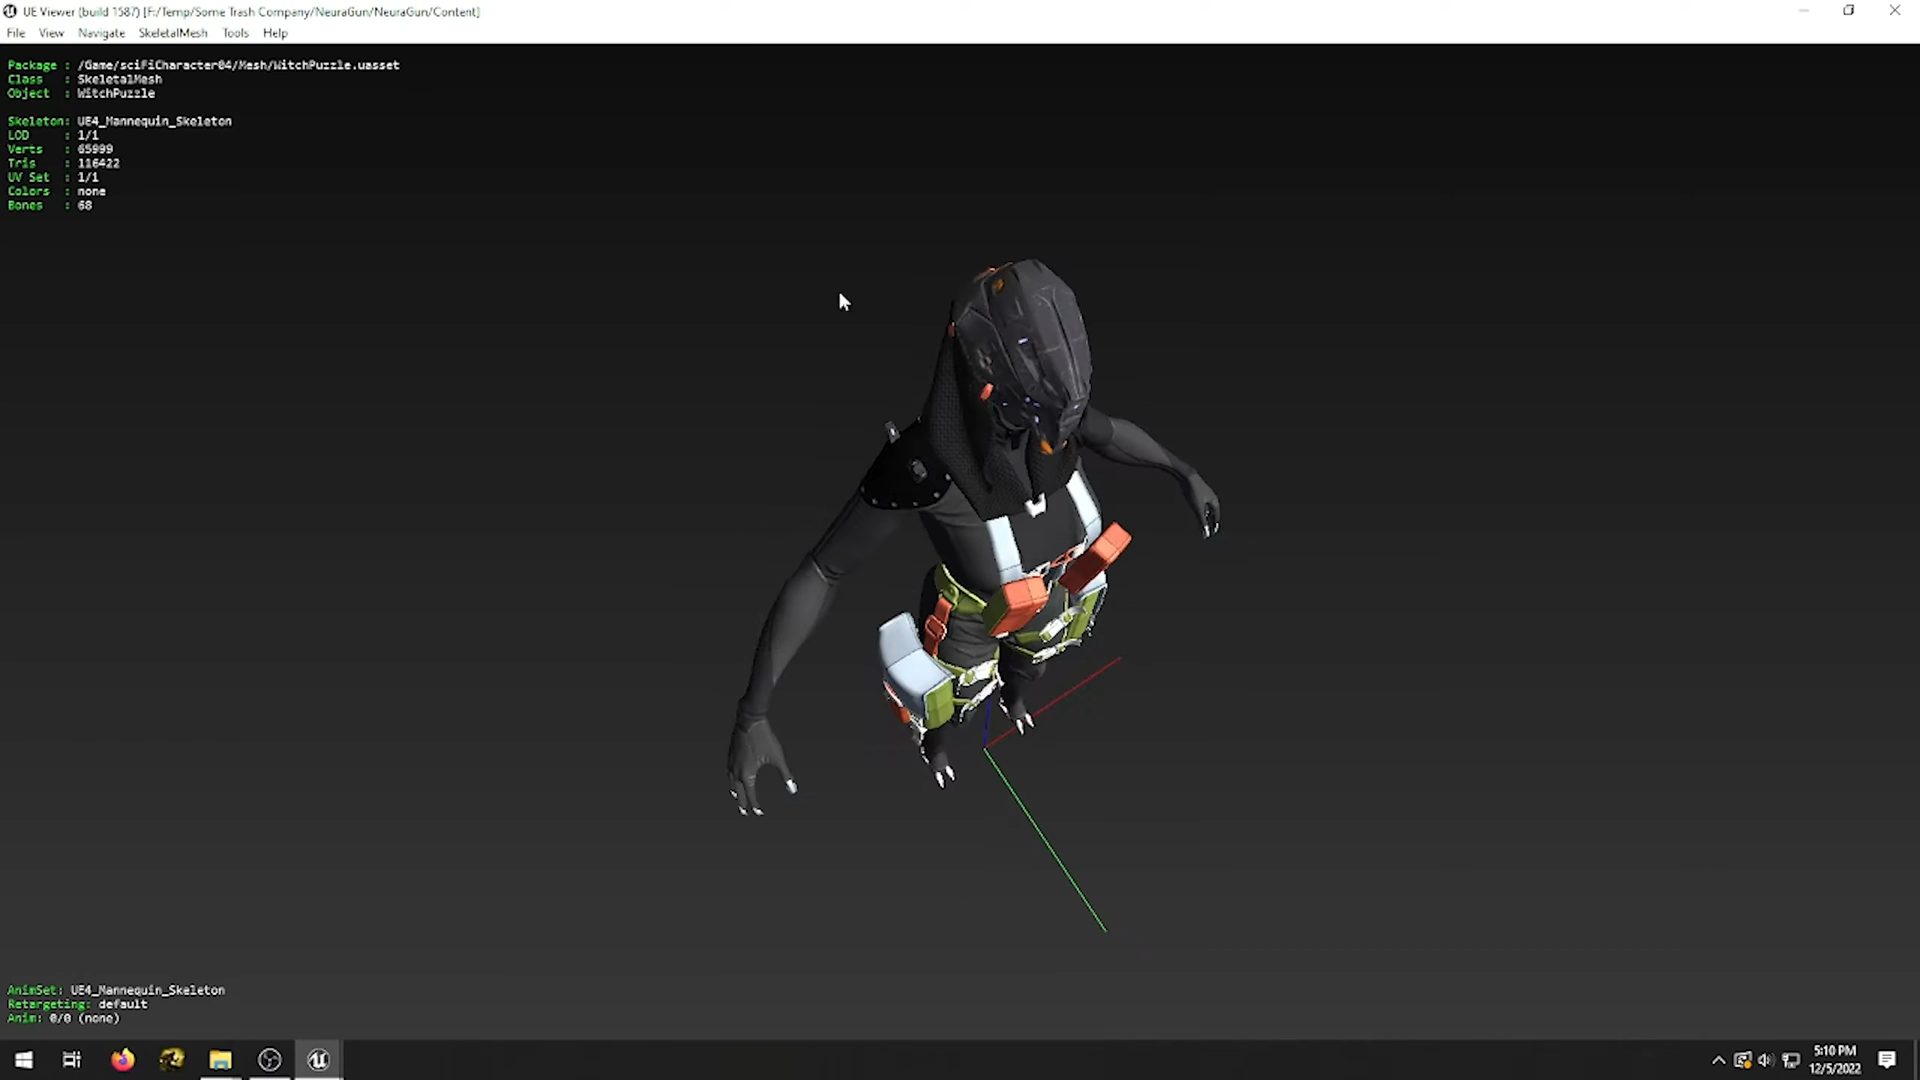 UE Viewer (build 1587) [F:/Temp/Some Trash Company/NeuraGun/NeuraGun/Content]
File View Navigate SkeletalMesh Tools Help
Package : /Game/sciFiCharacter04/Mesh/WitchPuzzle.uasset
Class : SkeletalMesh
Object : WitchPuzzle
Skeleton: UE4_Mannequin_Skeleton
LOD : 1/1
Verts : 65999
Tris : 116422
UV Set : 1/1
Colors : none
Bones : 68
AnimSet: UE4_Mannequin_Skeleton
Retargeting: default
Anim: 0/0 (none)
5:10 PM
12/5/2022